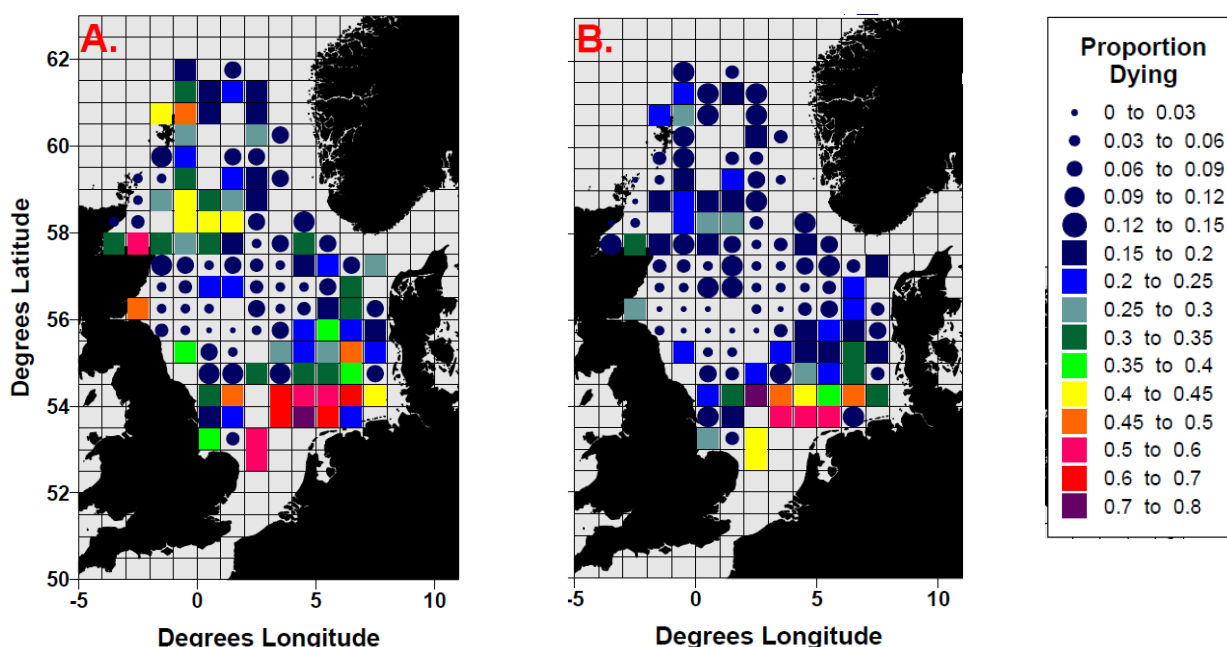 A.
B.
62
60
58
56
54
52
50
Degrees Latitude
-5 0 5 10
-5 0 5 10
Degrees Longitude
Degrees Longitude
Proportion
Dying
0 to 0.03
0.03 to 0.06
0.06 to 0.09
0.09 to 0.12
0.12 to 0.15
0.15 to 0.2
0.2 to 0.25
0.25 to 0.3
0.3 to 0.35
0.35 to 0.4
0.4 to 0.45
0.45 to 0.5
0.5 to 0.6
0.6 to 0.7
0.7 to 0.8